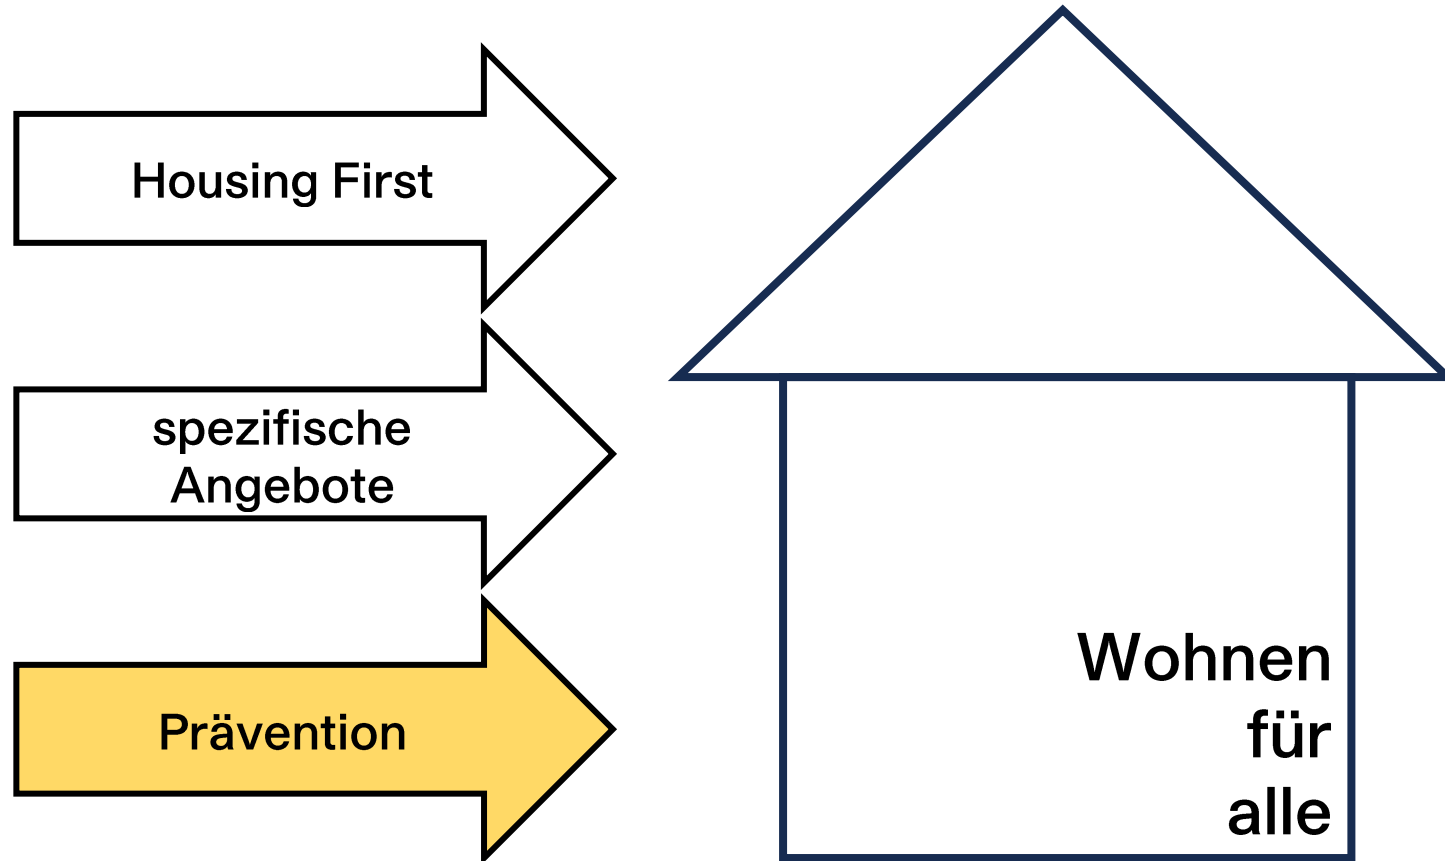 Housing First
spezifische
Angebote
Prävention
Wohnen
für
alle